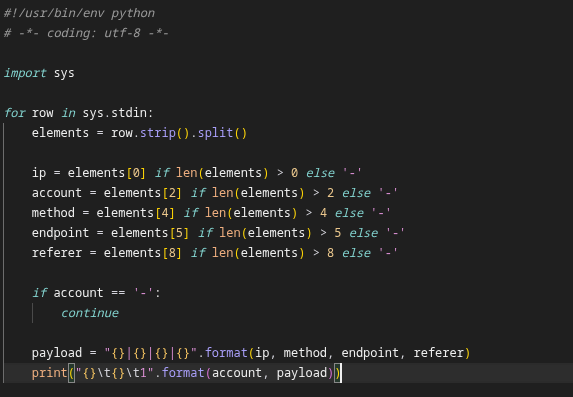 #!/usr/bin/env python
# -*- coding: utf-8 -*-
import sys
for row in sys.stdin:
    elements = row.strip().split()
    ip = elements[0] if len(elements) > 0 else '-'
    account = elements[2] if len(elements) > 2 else '-'
    method = elements[4] if len(elements) > 4 else '-'
    endpoint = elements[5] if len(elements) > 5 else '-'
    referer = elements[8] if len(elements) > 8 else '-'
    if account == '-':
        continue
    payload = "{}|{}|{}|{}".format(ip, method, endpoint, referer)
    print("{}\t{}\t1".format(account, payload))